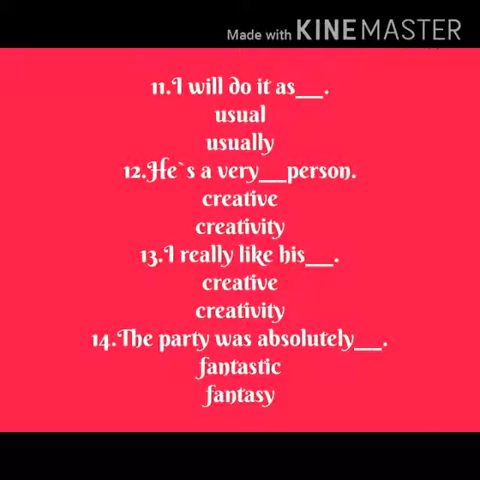 Made with KINEMASTER
11.I will do it as__.
usual
usually
12.He`s a very__person.
creative
creativity
13.I really like his__.
creative
creativity
14.The party was absolutely__.
fantastic
fantasy